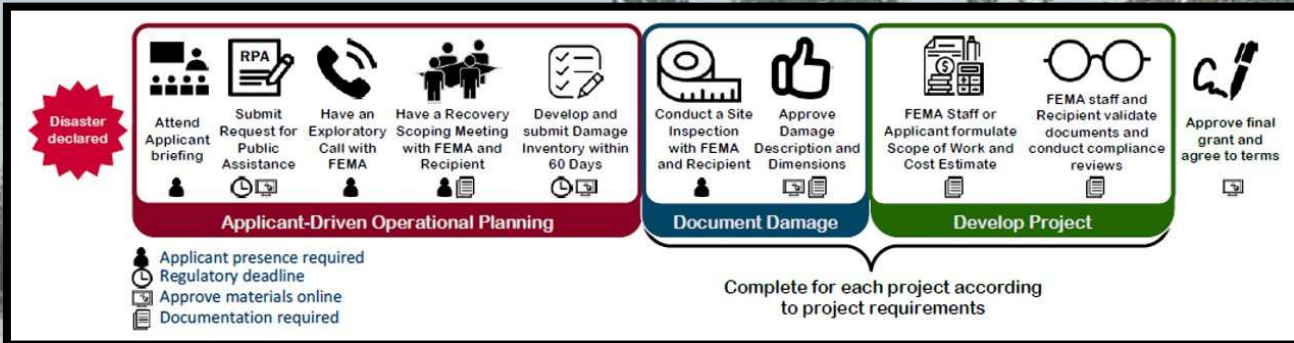 Disaster
declared
Attend
Applicant
briefing
RPA
Submit
Request for
Public
Assistance
Have an
Exploratory
Call with
FEMA
Have a Recovery
Scoping Meeting
with FEMA and
Recipient
Develop and
submit Damage
Inventory within
60 Days
Applicant-Driven Operational Planning
Conduct a Site
Inspection
with FEMA
and Recipient
Approve
Damage
Description and
Dimensions
Document Damage
$
FEMA Staff or
Applicant formulate
Scope of Work and
Cost Estimate
FEMA staff and
Recipient validate
documents and
conduct compliance
reviews
Develop Project
Approve final
grant and
agree to terms
Applicant presence required
Regulatory deadline
Approve materials online
Documentation required
Complete for each project according
to project requirements